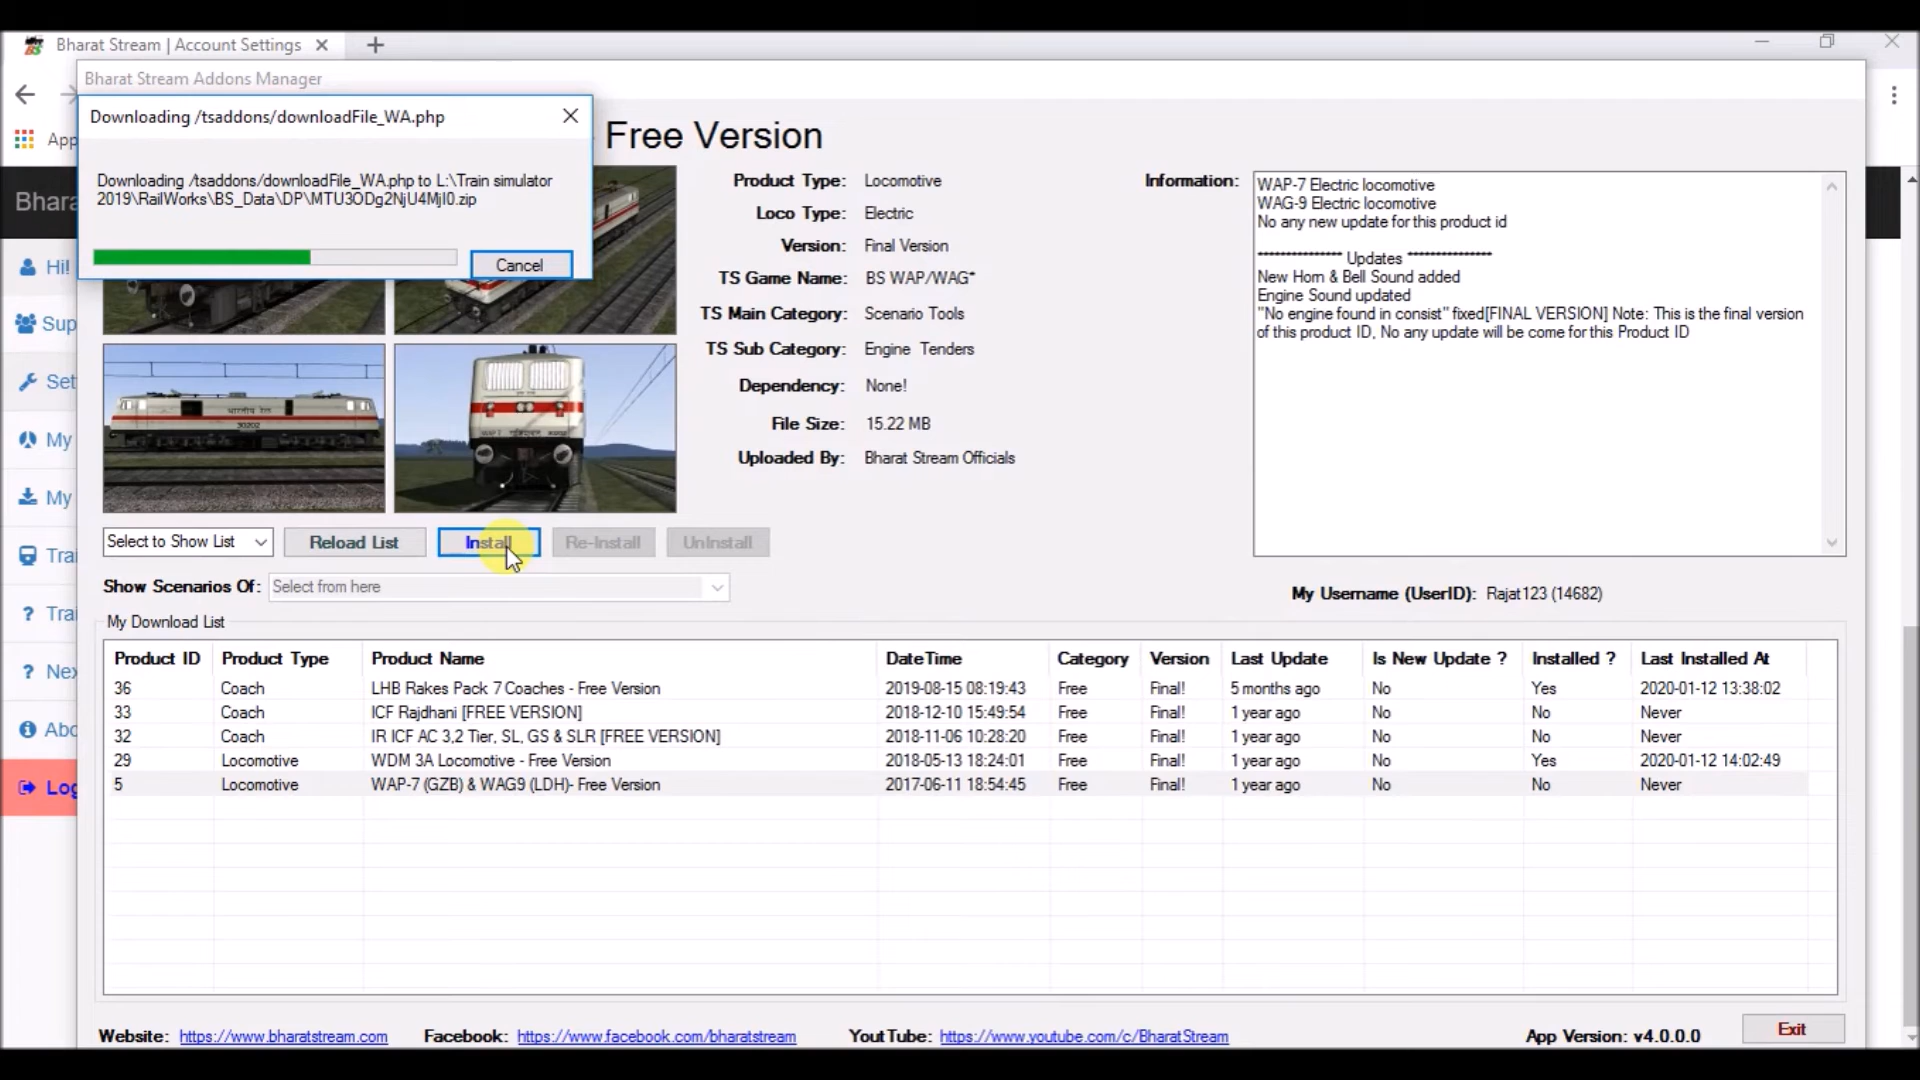 Bharat Stream | Account Settings
Bharat Stream Addons Manager
Downloading /tsaddons/downloadFile_WA.php
Downloading /tsaddons/downloadFile_WA.php to L:\Train simulator
2019\RailWorks\BS_Data\DP\MTU3ODg2NjU4MjI0.zip
Cancel
Free Version
App
Bhara
Hi!
Sup
Set
My
My
Trai
Trai
Nex
Abo
Log
Product Type: Locomotive
Loco Type: Electric
Version: Final Version
TS Game Name: BS WAP/WAG*
TS Main Category: Scenario Tools
TS Sub Category: Engine Tenders
Dependency: None!
File Size: 15.22 MB
Uploaded By: Bharat Stream Officials
Information:
WAP-7 Electric locomotive
WAG-9 Electric locomotive
No any new update for this product id
*************** Updates ***************
New Horn & Bell Sound added
Engine Sound updated
"No engine found in consist" fixed[FINAL VERSION] Note: This is the final version
of this product ID, No any update will be come for this Product ID
भारतीय रेल
30202
Select to Show List
Reload List
Install
Re-Install
UnInstall
Show Scenarios Of: Select from here
My Username (UserID): Rajat123 (14682)
My Download List
Product ID Product Type Product Name DateTime Category Version Last Update Is New Update ? Installed ? Last Installed At
36 Coach LHB Rakes Pack 7 Coaches - Free Version 2019-08-15 08:19:43 Free Final! 5 months ago No Yes 2020-01-12 13:38:02
33 Coach ICF Rajdhani [FREE VERSION] 2018-12-10 15:49:54 Free Final! 1 year ago No No Never
32 Coach IR ICF AC 3,2 Tier, SL, GS & SLR [FREE VERSION] 2018-11-06 10:28:20 Free Final! 1 year ago No No Never
29 Locomotive WDM 3A Locomotive - Free Version 2018-05-13 18:24:01 Free Final! 1 year ago No Yes 2020-01-12 14:02:49
5 Locomotive WAP-7 (GZB) & WAG9 (LDH)- Free Version 2017-06-11 18:54:45 Free Final! 1 year ago No No Never
Website: https://www.bharatstream.com Facebook: https://www.facebook.com/bharatstream YoutTube: https://www.youtube.com/c/BharatStream App Version: v4.0.0.0 Exit